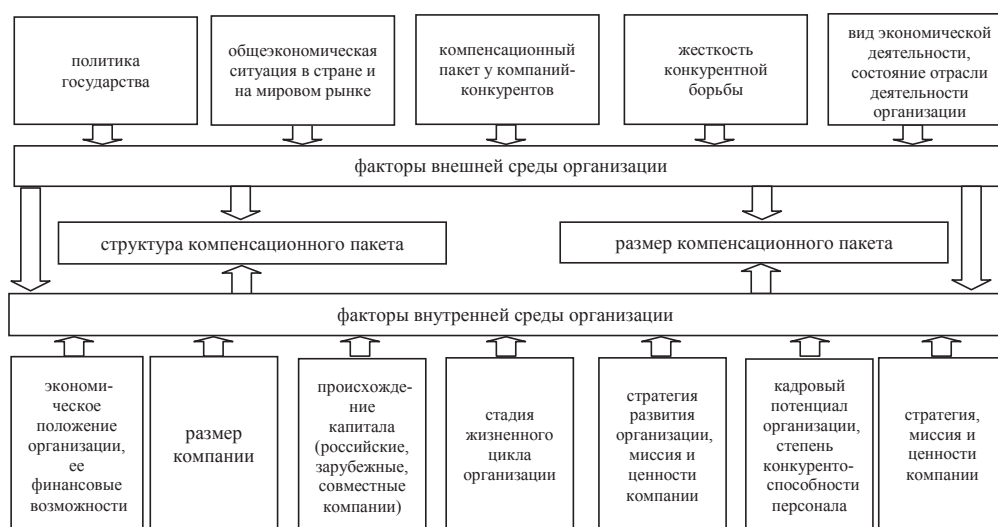 политика
государства
общеэкономическая
ситуация в стране и
на мировом рынке
компенсационный
пакет у компаний-
конкурентов
жесткость
конкурентной
борьбы
вид экономической
деятельности,
состояние отрасли
деятельности
организации
факторы внешней среды организации
структура компенсационного пакета
размер компенсационного пакета
факторы внутренней среды организации
экономи-
ческое
положение
организации,
ее
финансовые
возможности
размер
компании
происхожде-
ние
капитала
(российские,
зарубежные,
совместные
компании)
стадия
жизненного
цикла
организации
стратегия
развития
организации,
миссия и
ценности
компании
кадровый
потенциал
организации,
степень
конкуренто-
способности
персонала
стратегия,
миссия и
ценности
компании